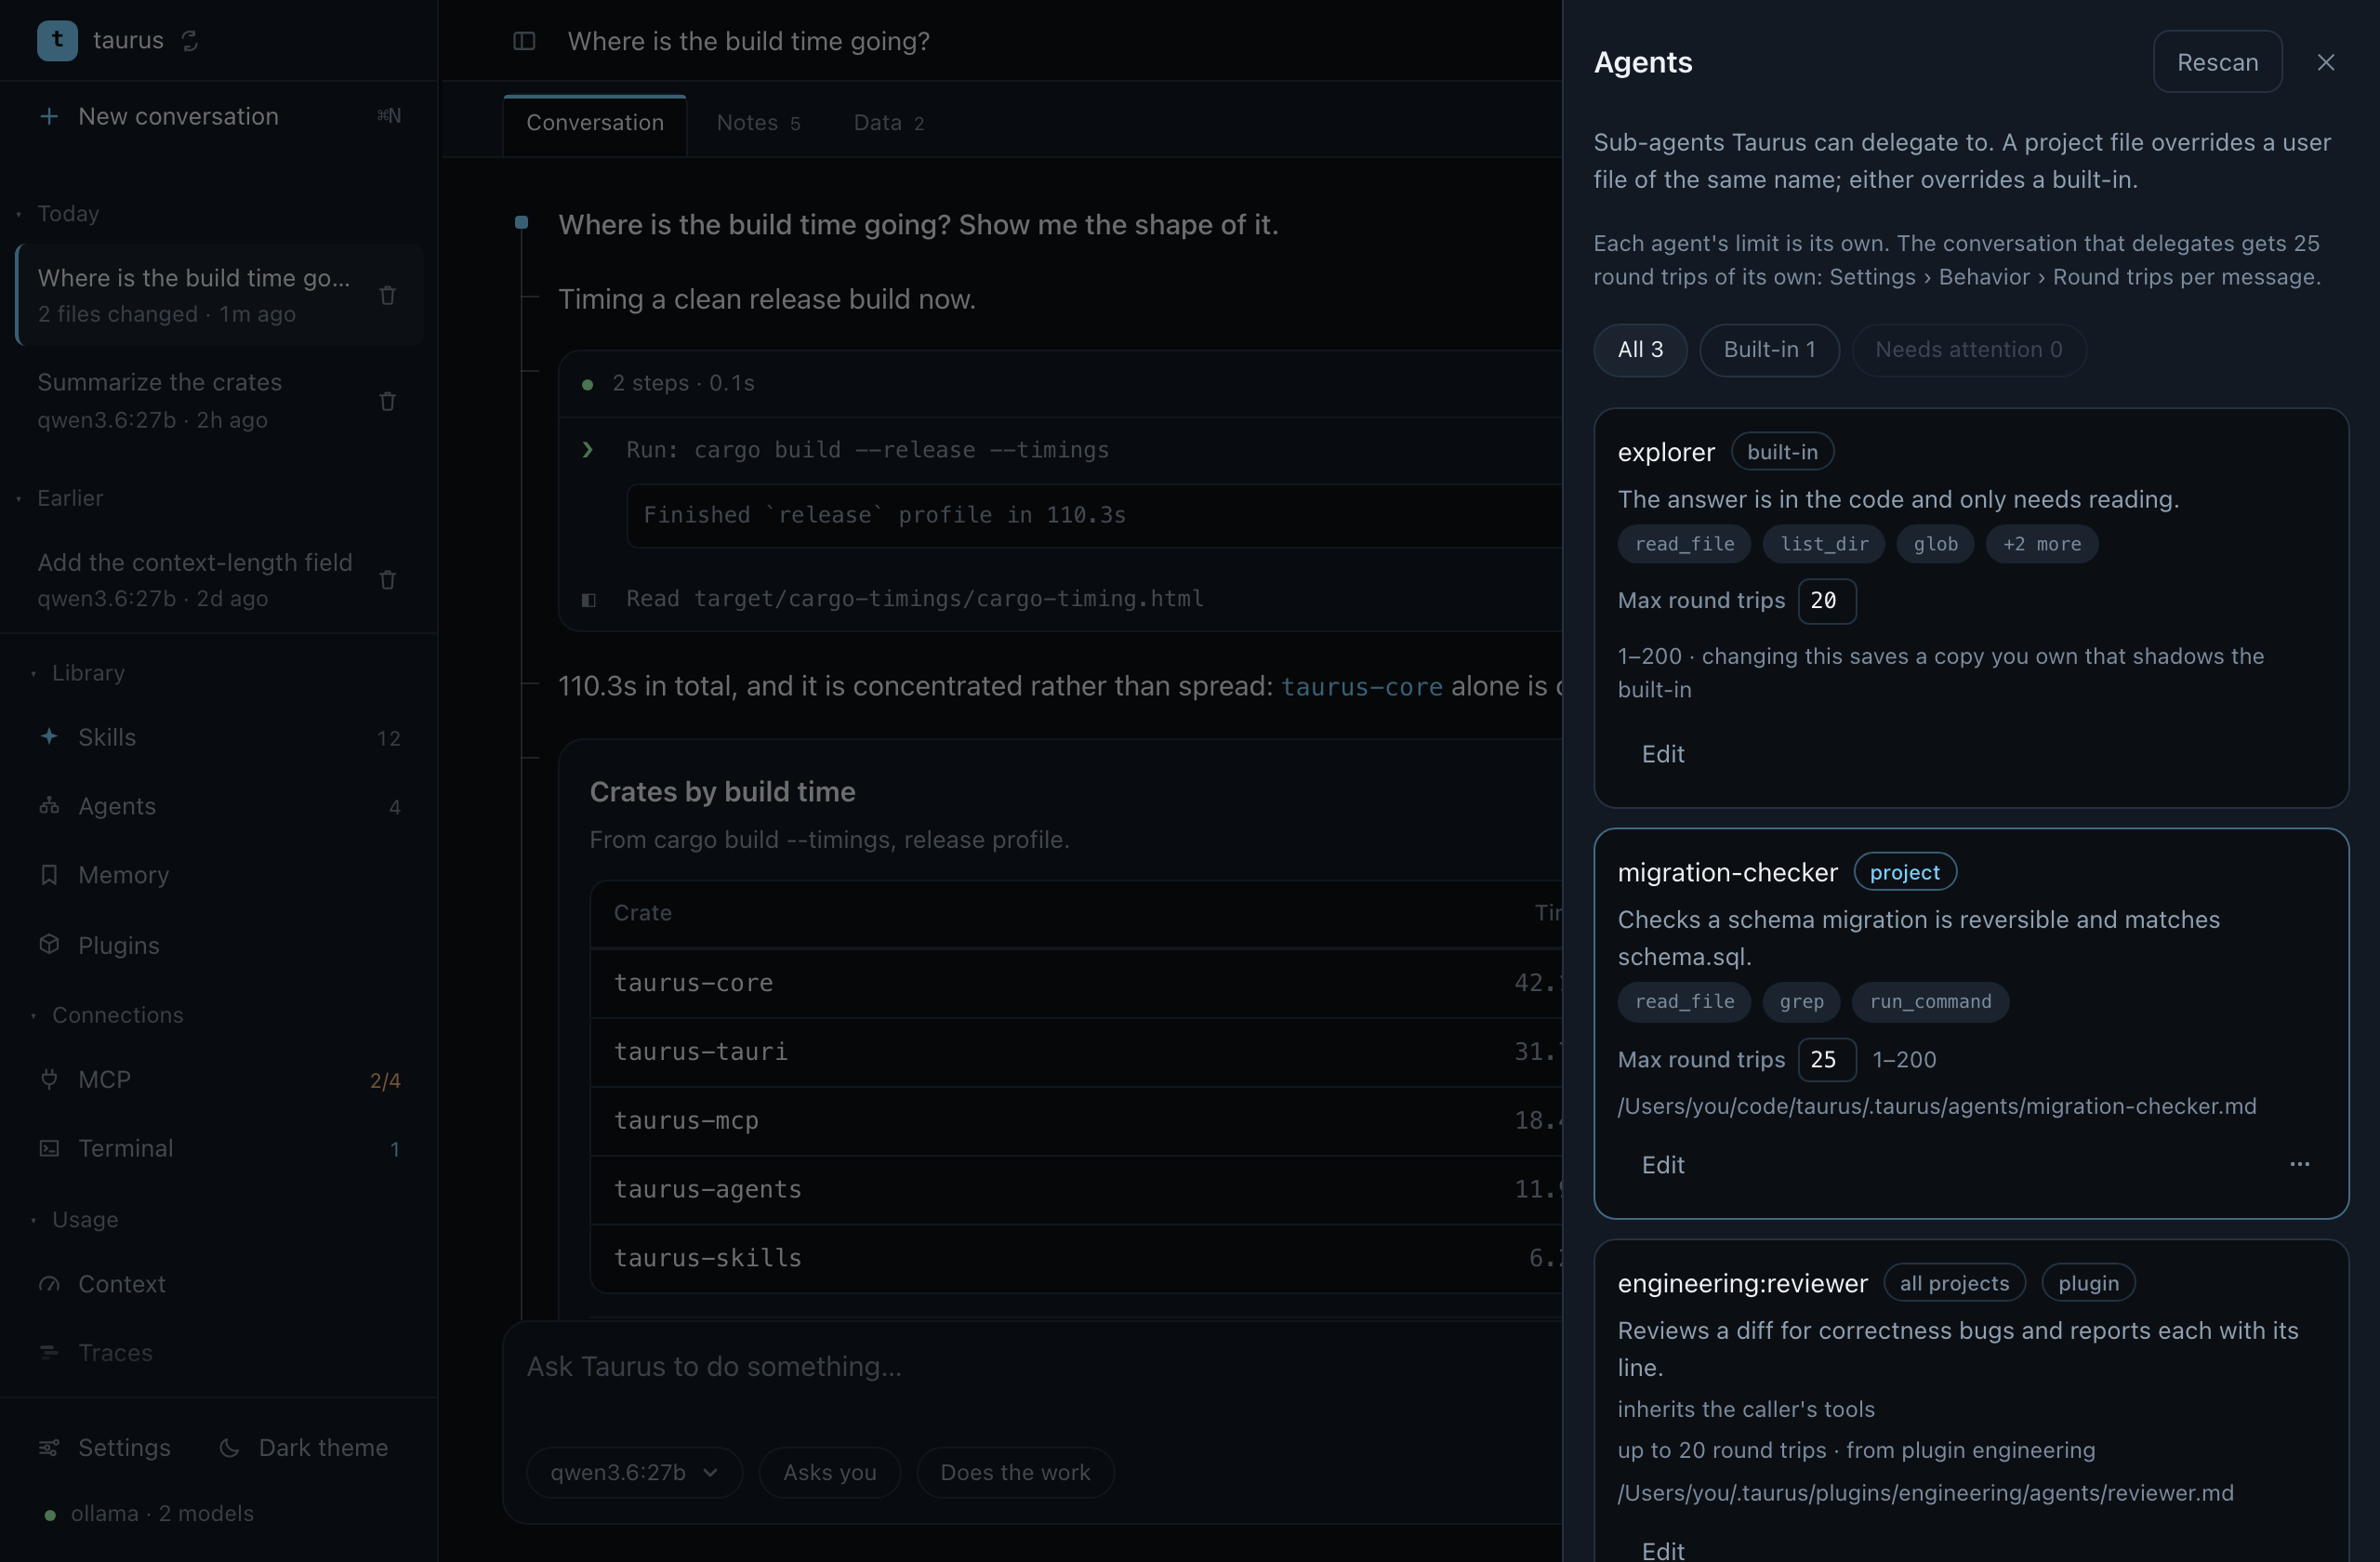 t taurus
New conversation ⌘N
Today
Where is the build time go...
2 files changed · 1m ago
Summarize the crates
qwen3.6:27b · 2h ago
Earlier
Add the context-length field
qwen3.6:27b · 2d ago
Library
Skills 12
Agents 4
Memory
Plugins
Connections
MCP 2/4
Terminal 1
Usage
Context
Traces
Settings Dark theme
ollama · 2 models
Where is the build time going?
Conversation Notes 5 Data 2
Where is the build time going? Show me the shape of it.
Timing a clean release build now.
2 steps · 0.1s
Run: cargo build --release --timings
Finished `release` profile in 110.3s
Read target/cargo-timings/cargo-timing.html
110.3s in total, and it is concentrated rather than spread: taurus-core alone is
Crates by build time
From cargo build --timings, release profile.
Crate
taurus-core 42.
taurus-tauri 31.
taurus-mcp 18.
taurus-agents 11.
taurus-skills 6.
Ask Taurus to do something...
qwen3.6:27b Asks you Does the work
Agents Rescan
Sub-agents Taurus can delegate to. A project file overrides a user
file of the same name; either overrides a built-in.
Each agent's limit is its own. The conversation that delegates gets 25
round trips of its own: Settings › Behavior › Round trips per message.
All 3 Built-in 1 Needs attention 0
explorer built-in
The answer is in the code and only needs reading.
read_file list_dir glob +2 more
Max round trips 20
1–200 · changing this saves a copy you own that shadows the
built-in
Edit
migration-checker project
Checks a schema migration is reversible and matches
schema.sql.
read_file grep run_command
Max round trips 25 1–200
/Users/you/code/taurus/.taurus/agents/migration-checker.md
Edit ···
engineering:reviewer all projects plugin
Reviews a diff for correctness bugs and reports each with its
line.
inherits the caller's tools
up to 20 round trips · from plugin engineering
/Users/you/.taurus/plugins/engineering/agents/reviewer.md
Edit